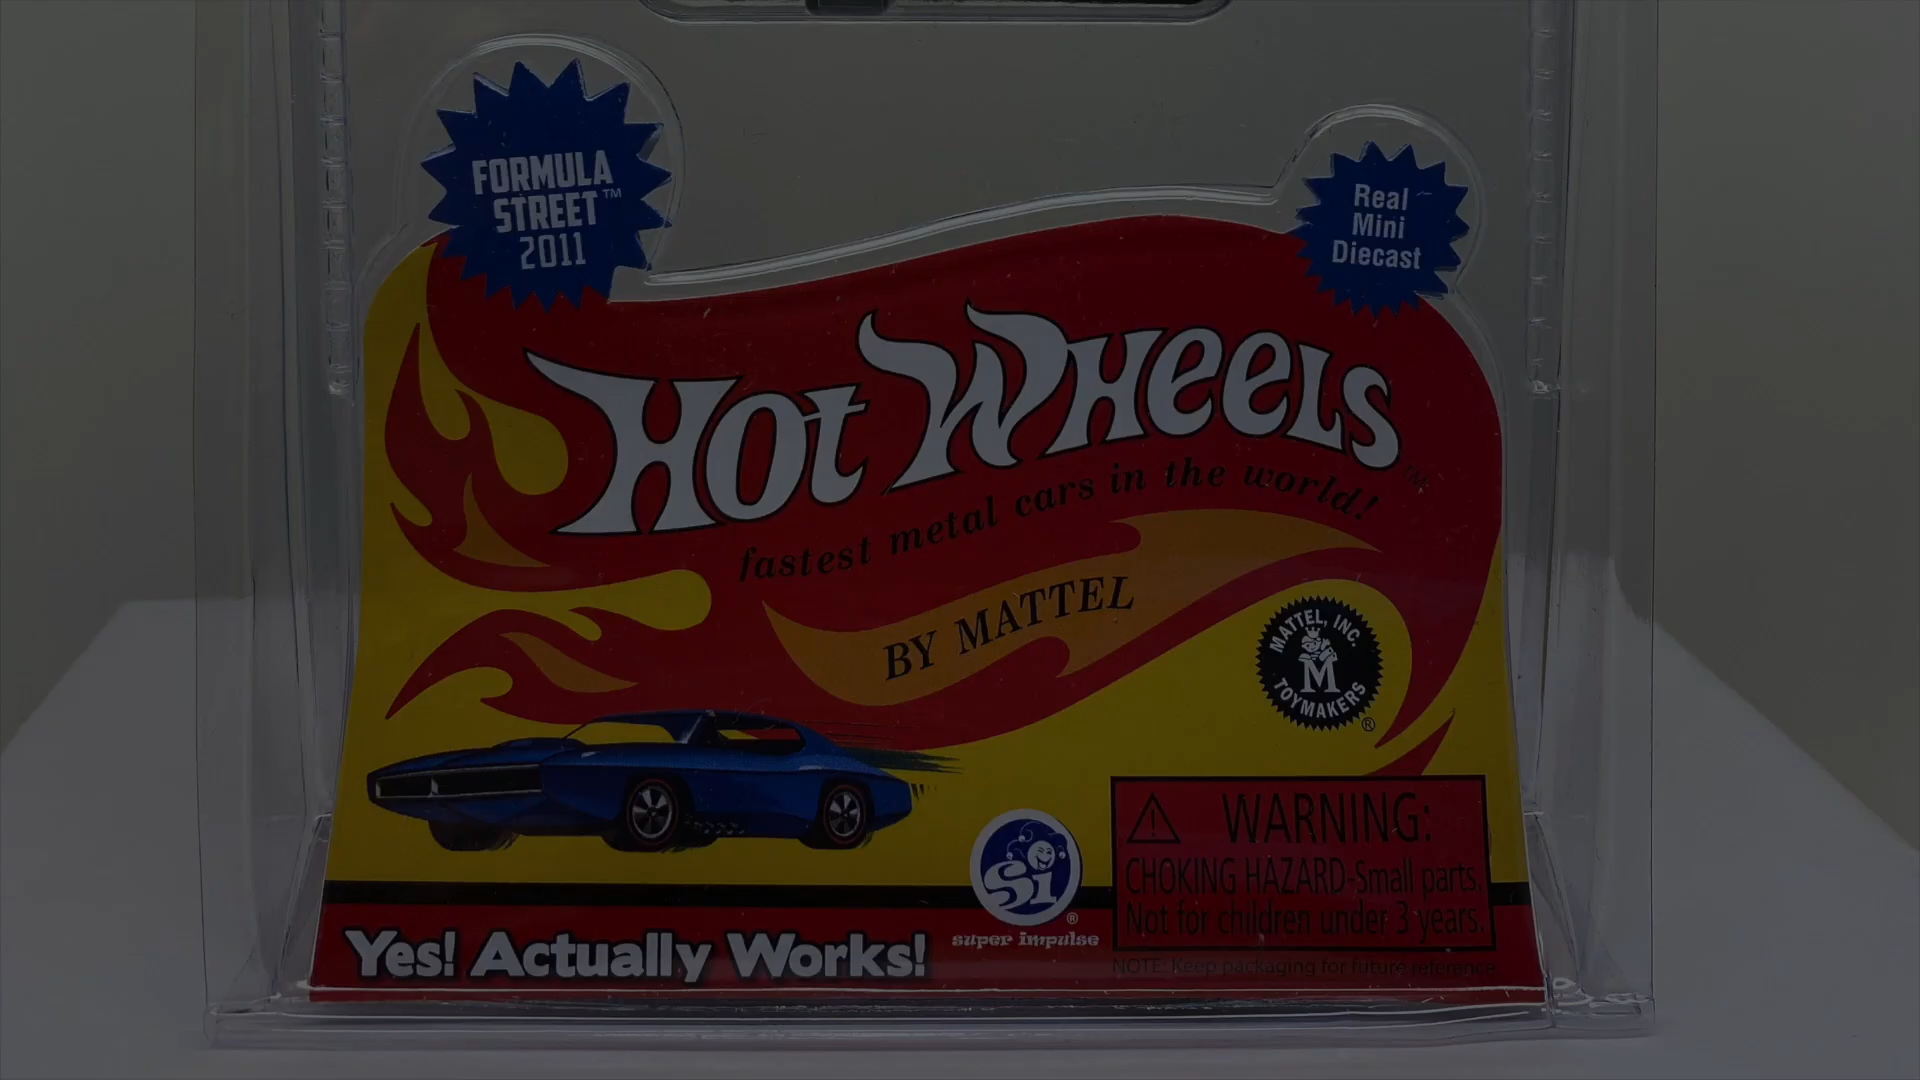 FORMULA
STREET™
2011
Real
Mini
Diecast
Hot Wheels™
fastest metal cars in the world!
BY MATTEL
MATTEL, INC.
M
TOYMAKERS
®
WARNING:
CHOKING HAZARD-Small parts.
Not for children under 3 years.
NOTE: Keep packaging for future reference.
Si®
super impulse
Yes! Actually Works!